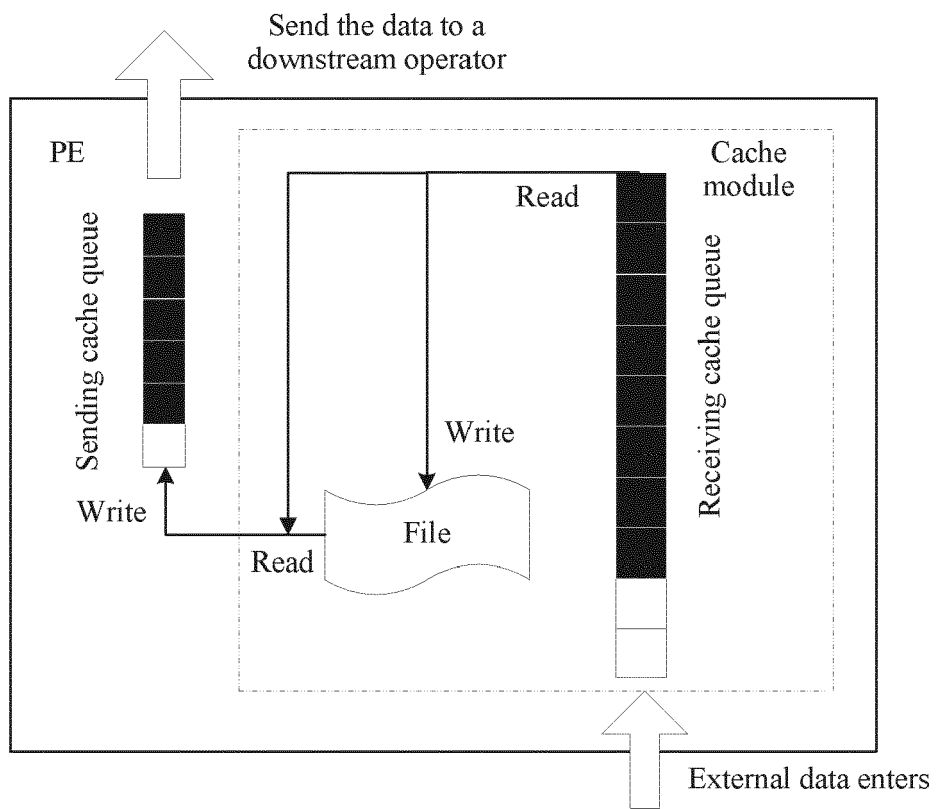 Send the data to a
downstream operator
PE
Cache
module
Read
Sending cache queue
Receiving cache queue
Write
Write
File
Read
External data enters